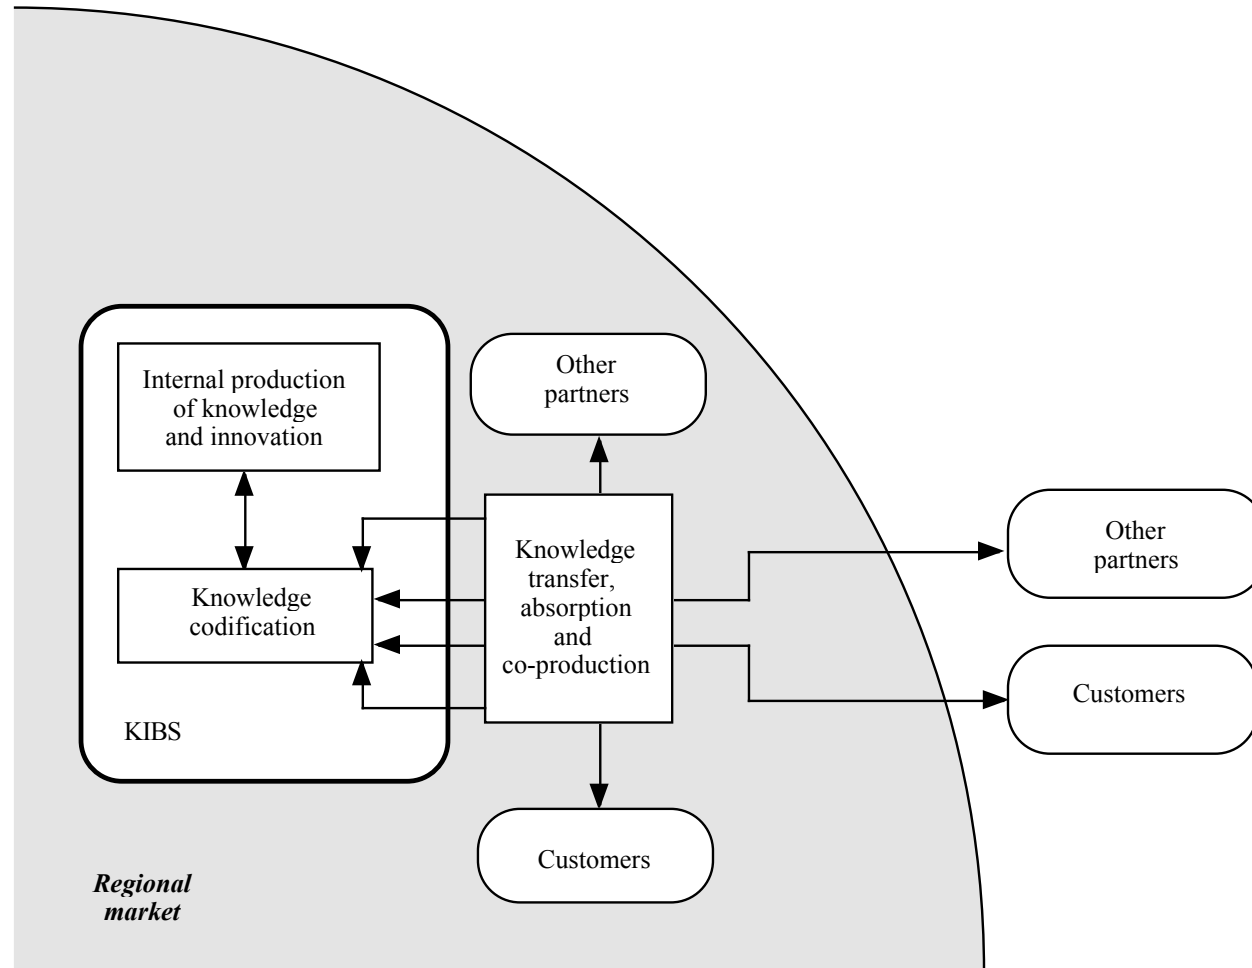 Internal production
of knowledge
and innovation
Knowledge
codification
KIBS
Other
partners
Knowledge
transfer,
absorption
and
co-production
Customers
Other
partners
Customers
Regional
market